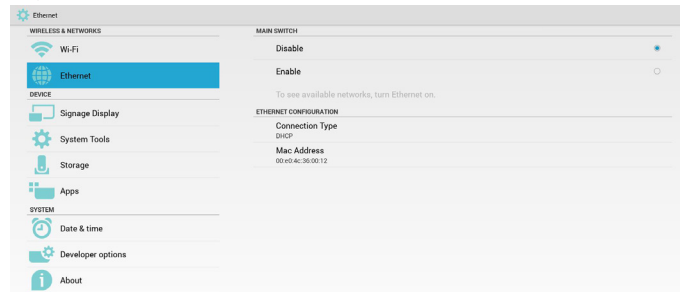 Ethernet
WIRELESS & NETWORKS
Wi-Fi
Ethernet
DEVICE
Signage Display
System Tools
Storage
Apps
SYSTEM
Date & time
Developer options
About
MAIN SWITCH
Disable
Enable
To see available networks, turn Ethernet on.
ETHERNET CONFIGURATION
Connection Type
DHCP
Mac Address
00:e0:4c:36:00:12